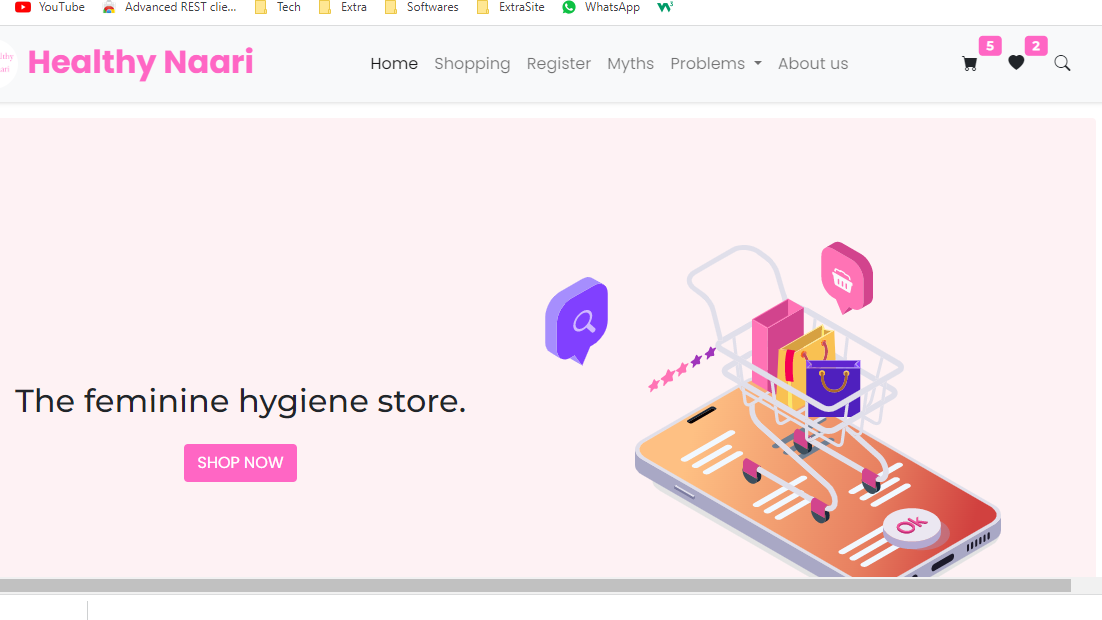 YouTube Advanced REST clie... Tech Extra Softwares ExtraSite WhatsApp
Healthy Naari Home Shopping Register Myths Problems About us 5 2
The feminine hygiene store.
SHOP NOW
Ok